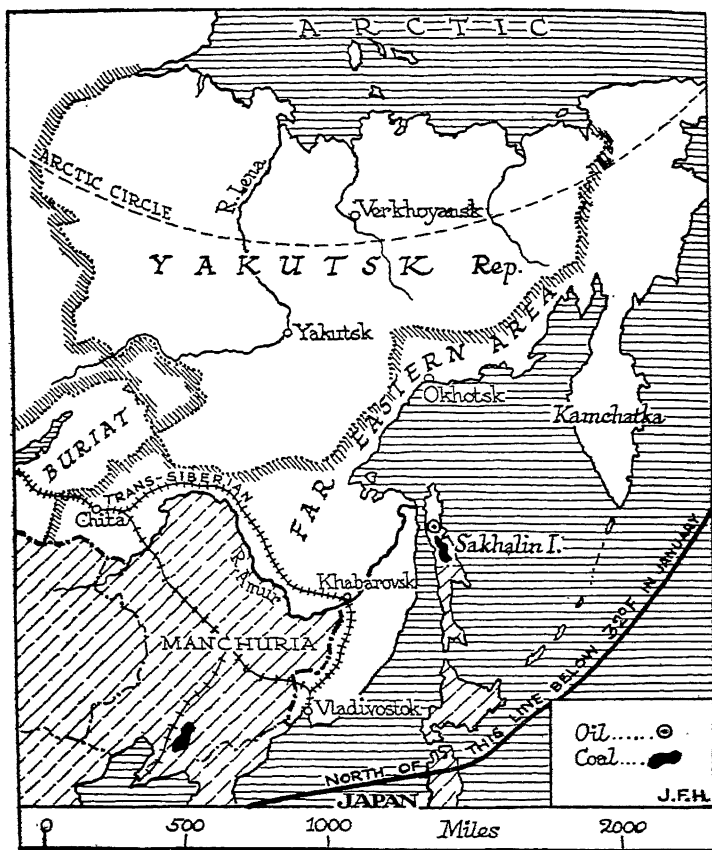 ARCTIC
ARCTIC CIRCLE
R. Lena
Verkhoyansk
YAKUTSK Rep.
Yakutsk
FAR EASTERN AREA
Okhotsk
Kamchatka
BURIAT
TRANS-SIBERIAN
Chita
R. Amur
Khabarovsk
Sakhalin I.
MANCHURIA
Vladivostok
NORTH OF THIS LINE BELOW 32°F IN JANUARY
JAPAN
Oil......
Coal....
J.F.H.
0 500 1000 Miles 2000